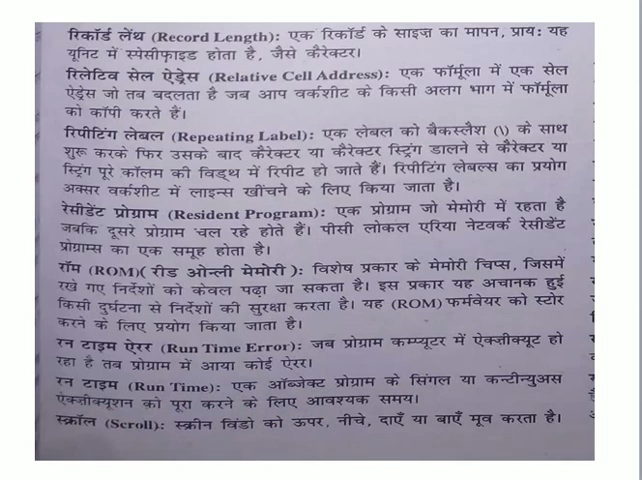 रिकॉर्ड लेंथ (Record Length): एक रिकॉर्ड के साइज़ का मापन, प्राय: यह
यूनिट में स्पेसीफ़ाइड होता है, जैसे कैरेक्टर।
रिलेटिव सेल ऐड्रेस (Relative Cell Address): एक फॉर्मूला में एक सेल
ऐड्रेस जो तब बदलता है जब आप वर्कशीट के किसी अलग भाग में फॉर्मूला
को कॉपी करते हैं।
रिपीटिंग लेबल (Repeating Label): एक लेबल को बैकस्लैश (\) के साथ
शुरू करके फिर उसके बाद कैरेक्टर या कैरेक्टर स्ट्रिंग डालने से कैरेक्टर या
स्ट्रिंग पूरे कॉलम की विड्थ में रिपीट हो जाते हैं। रिपीटिंग लेबल्स का प्रयोग
अक्सर वर्कशीट में लाइन्स खींचने के लिए किया जाता है।
रेसीडेंट प्रोग्राम (Resident Program): एक प्रोग्राम जो मेमोरी में रहता है
जबकि दूसरे प्रोग्राम चल रहे होते हैं। पीसी लोकल एरिया नेटवर्क रेसीडेंट
प्रोग्राम्स का एक समूह होता है।
रॉम (ROM)( रीड ओन्ली मेमोरी ): विशेष प्रकार के मेमोरी चिप्स, जिसमें
रखे गए निर्देशों को केवल पढ़ा जा सकता है। इस प्रकार यह अचानक हुई
किसी दुर्घटना से निर्देशों की सुरक्षा करता है। यह (ROM) फर्मवेयर को स्टोर
करने के लिए प्रयोग किया जाता है।
रन टाइम ऐरर (Run Time Error): जब प्रोग्राम कम्प्यूटर में ऐक्ज़ीक्यूट हो
रहा है तब प्रोग्राम में आया कोई ऐरर।
रन टाइम (Run Time): एक ऑब्जेक्ट प्रोग्राम के सिंगल या कन्टीन्युअस
ऐक्ज़ीक्यूशन को पूरा करने के लिए आवश्यक समय।
स्क्रॉल (Scroll): स्क्रीन विंडो को ऊपर, नीचे, दाएँ या बाएँ मूव करता है।